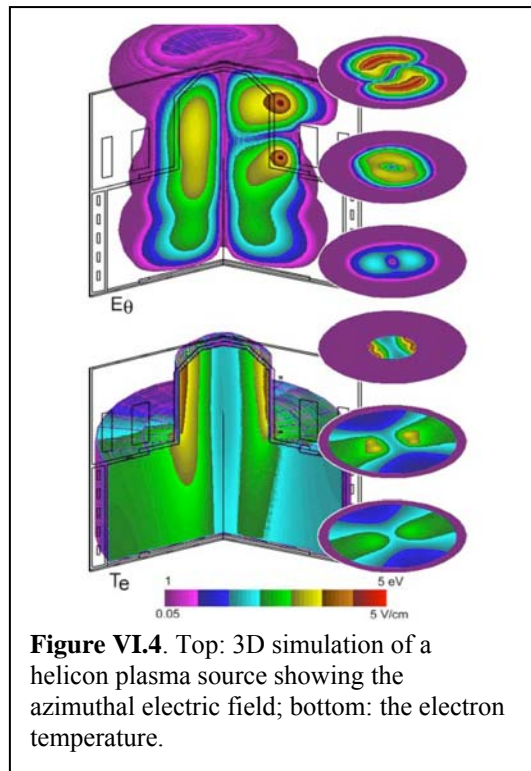 Eθ
Te
1 5 eV
0.05 5 V/cm
Figure VI.4. Top: 3D simulation of a
helicon plasma source showing the
azimuthal electric field; bottom: the electron
temperature.